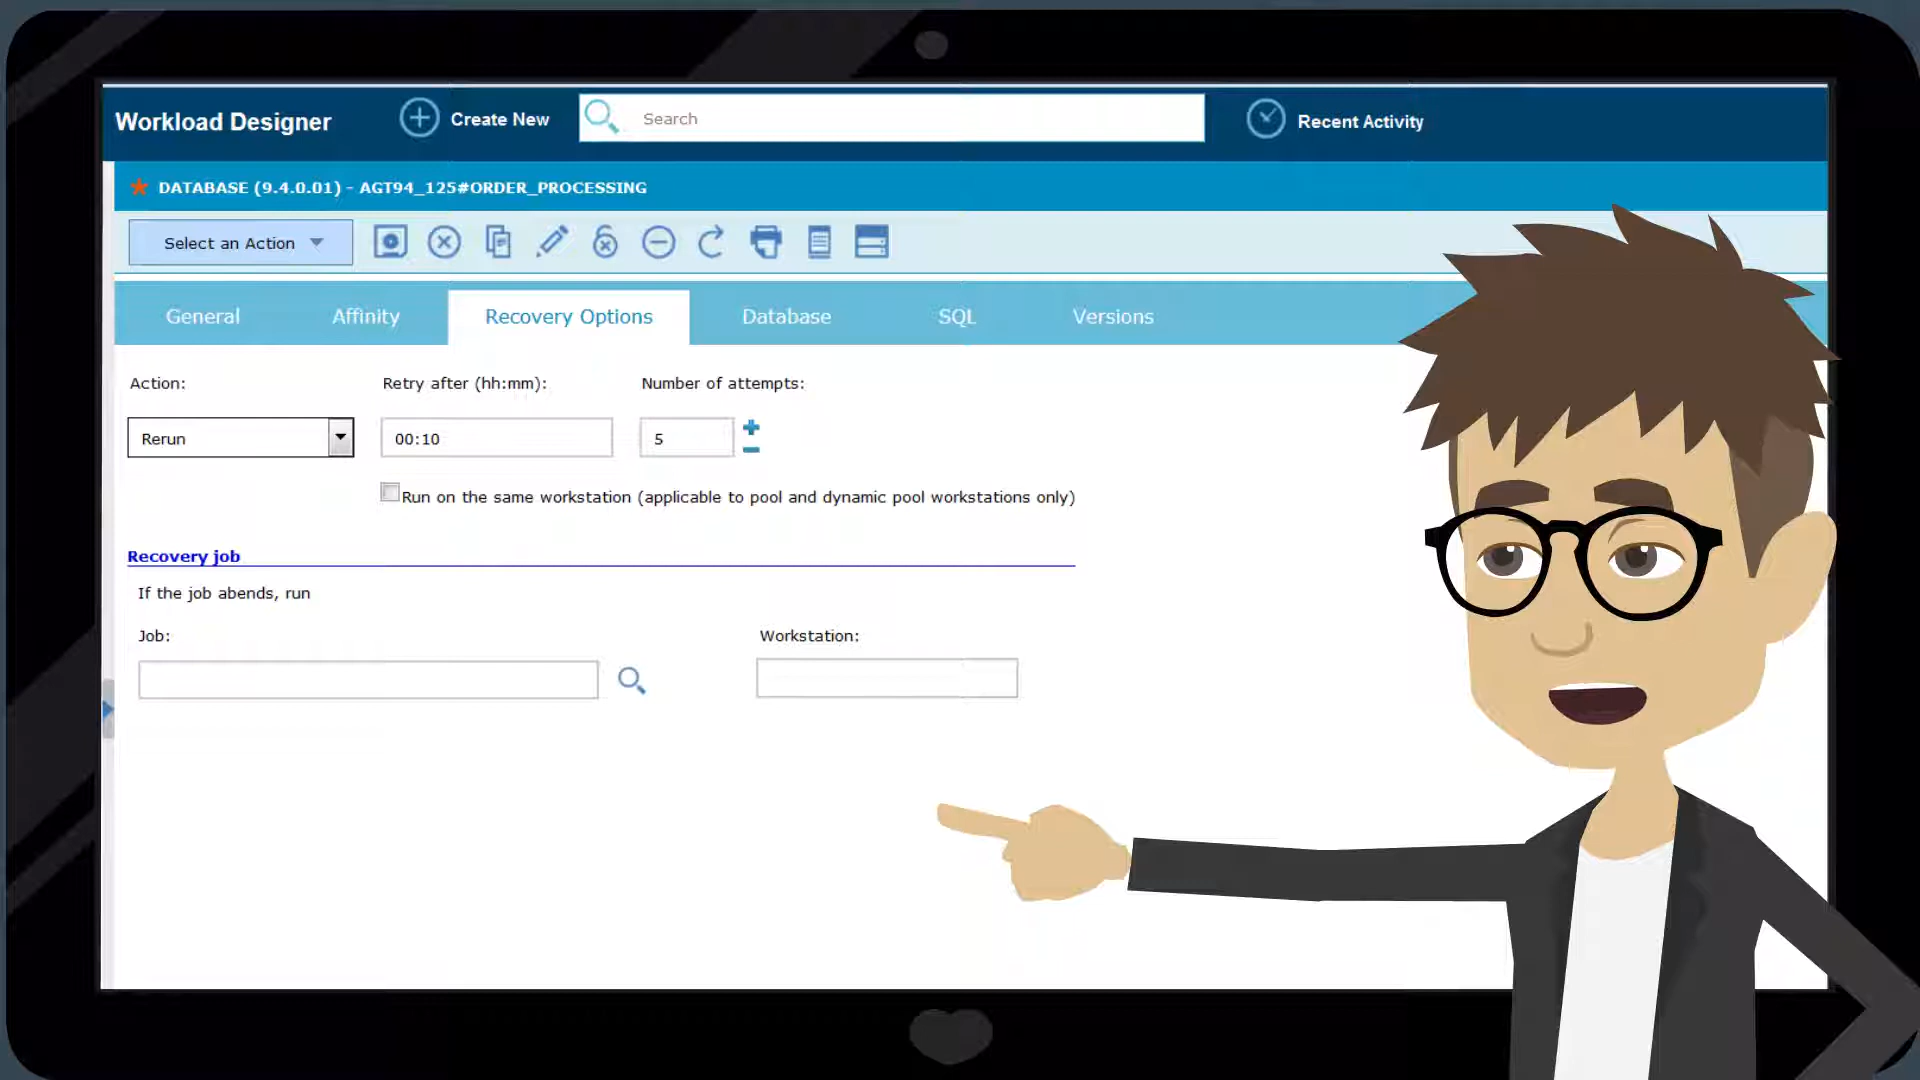 Workload Designer
Create New
Search
Recent Activity
DATABASE (9.4.0.01) - AGT94_125#ORDER_PROCESSING
Select an Action
General
Affinity
Recovery Options
Database
SQL
Versions
Action:
Retry after (hh:mm):
Number of attempts:
Rerun
00:10
5
Run on the same workstation (applicable to pool and dynamic pool workstations only)
Recovery job
If the job abends, run
Job:
Workstation: